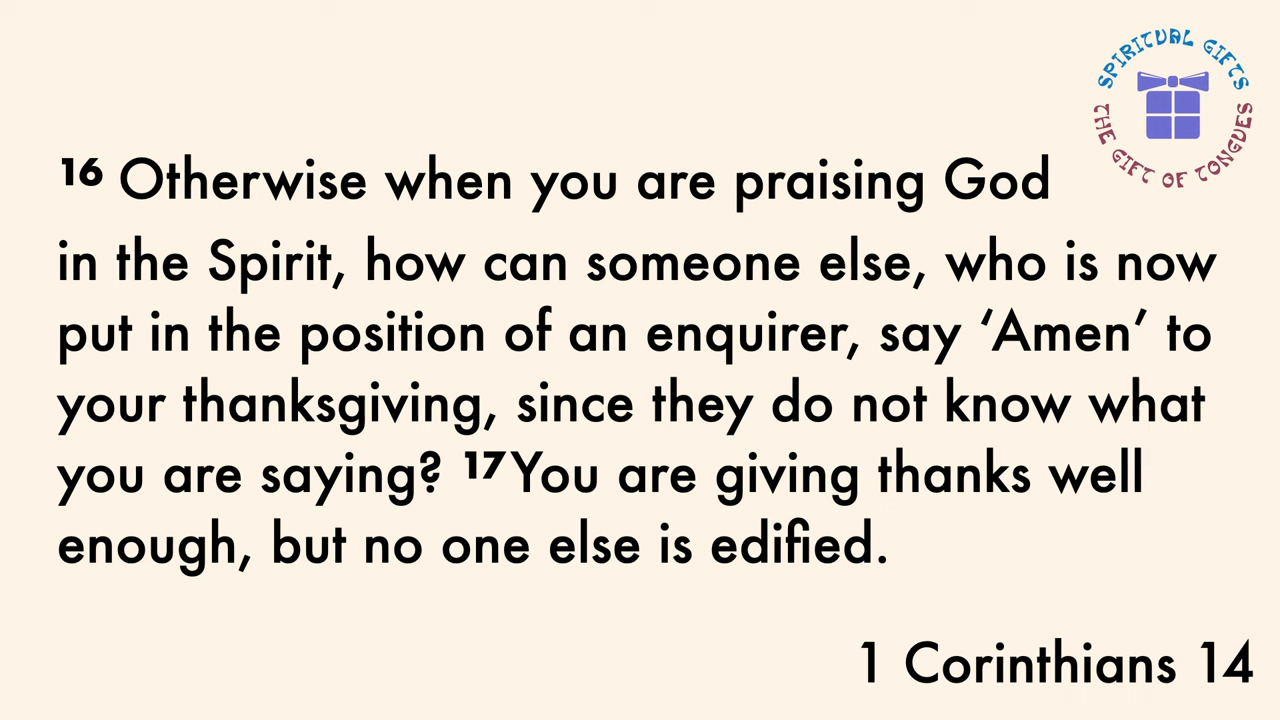 SPIRITUAL GIFTS
THE GIFT OF TONGUES
16 Otherwise when you are praising God
in the Spirit, how can someone else, who is now
put in the position of an enquirer, say ‘Amen’ to
your thanksgiving, since they do not know what
you are saying? 17 You are giving thanks well
enough, but no one else is edified.
1 Corinthians 14